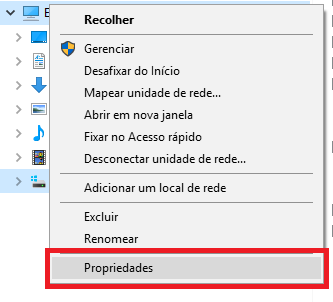 Recolher
Gerenciar
Desafixar do Início
Mapear unidade de rede...
Abrir em nova janela
Fixar no Acesso rápido
Desconectar unidade de rede...
Adicionar um local de rede
Excluir
Renomear
Propriedades